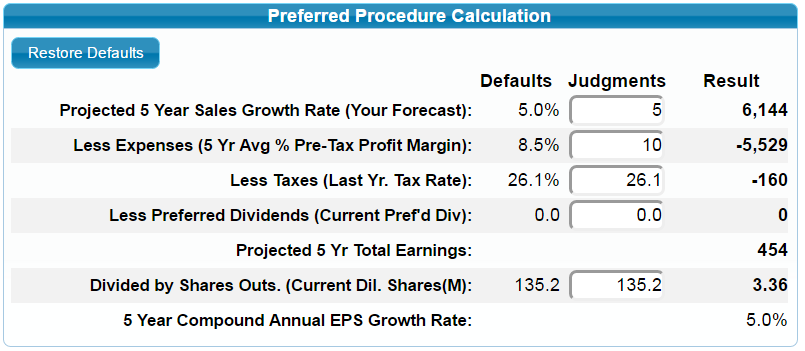 Preferred Procedure Calculation
Restore Defaults
Defaults Judgments Result
Projected 5 Year Sales Growth Rate (Your Forecast): 5.0% 5 6,144
Less Expenses (5 Yr Avg % Pre-Tax Profit Margin): 8.5% 10 -5,529
Less Taxes (Last Yr. Tax Rate): 26.1% 26.1 -160
Less Preferred Dividends (Current Pref'd Div): 0.0 0.0 0
Projected 5 Yr Total Earnings: 454
Divided by Shares Outs. (Current Dil. Shares(M): 135.2 135.2 3.36
5 Year Compound Annual EPS Growth Rate: 5.0%